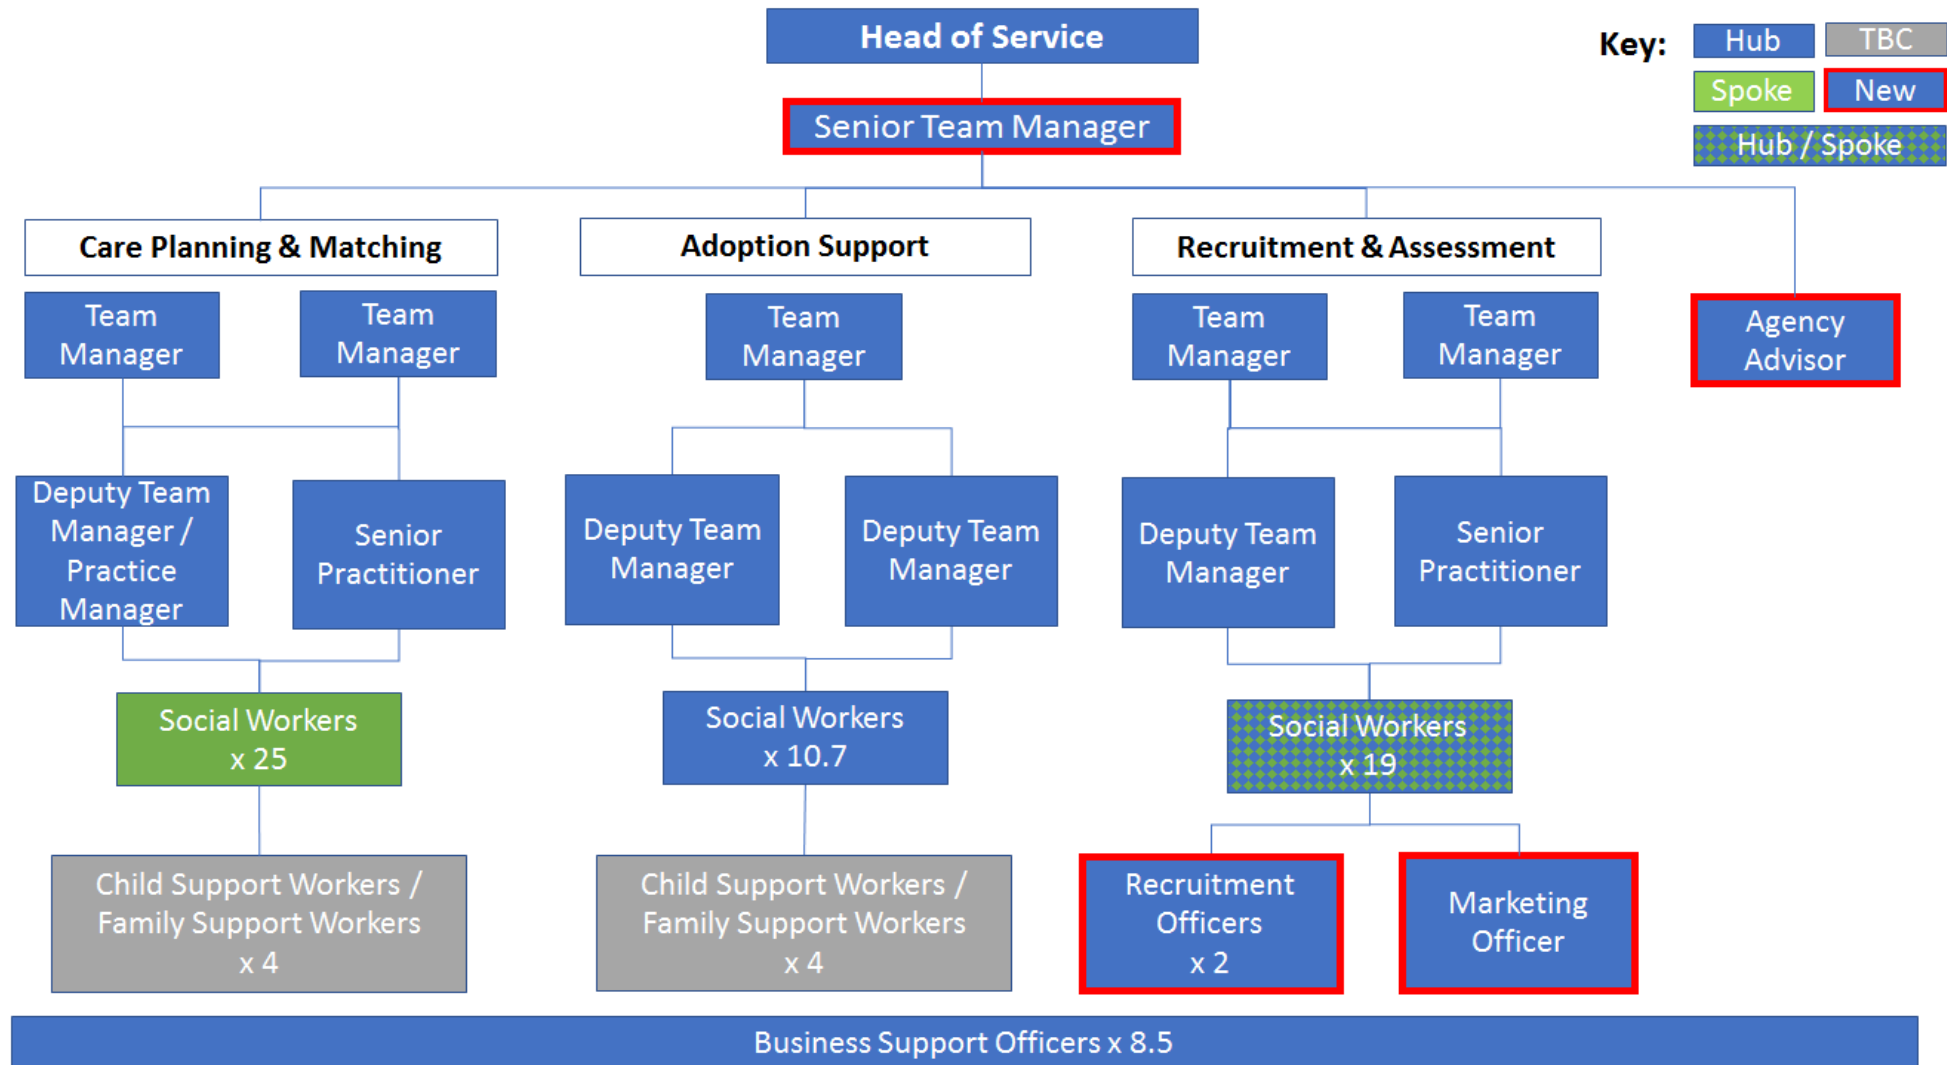 Head of Service
Key:
Hub
TBC
Spoke
New
Hub / Spoke
Senior Team Manager
Care Planning & Matching
Adoption Support
Recruitment & Assessment
Team
Manager
Team
Manager
Team
Manager
Team
Manager
Team
Manager
Agency
Advisor
Deputy Team
Manager /
Practice
Manager
Senior
Practitioner
Deputy Team
Manager
Deputy Team
Manager
Deputy Team
Manager
Senior
Practitioner
Social Workers
x 25
Social Workers
x 10.7
Social Workers
x 19
Child Support Workers /
Family Support Workers
x 4
Child Support Workers /
Family Support Workers
x 4
Recruitment
Officers
x 2
Marketing
Officer
Business Support Officers x 8.5